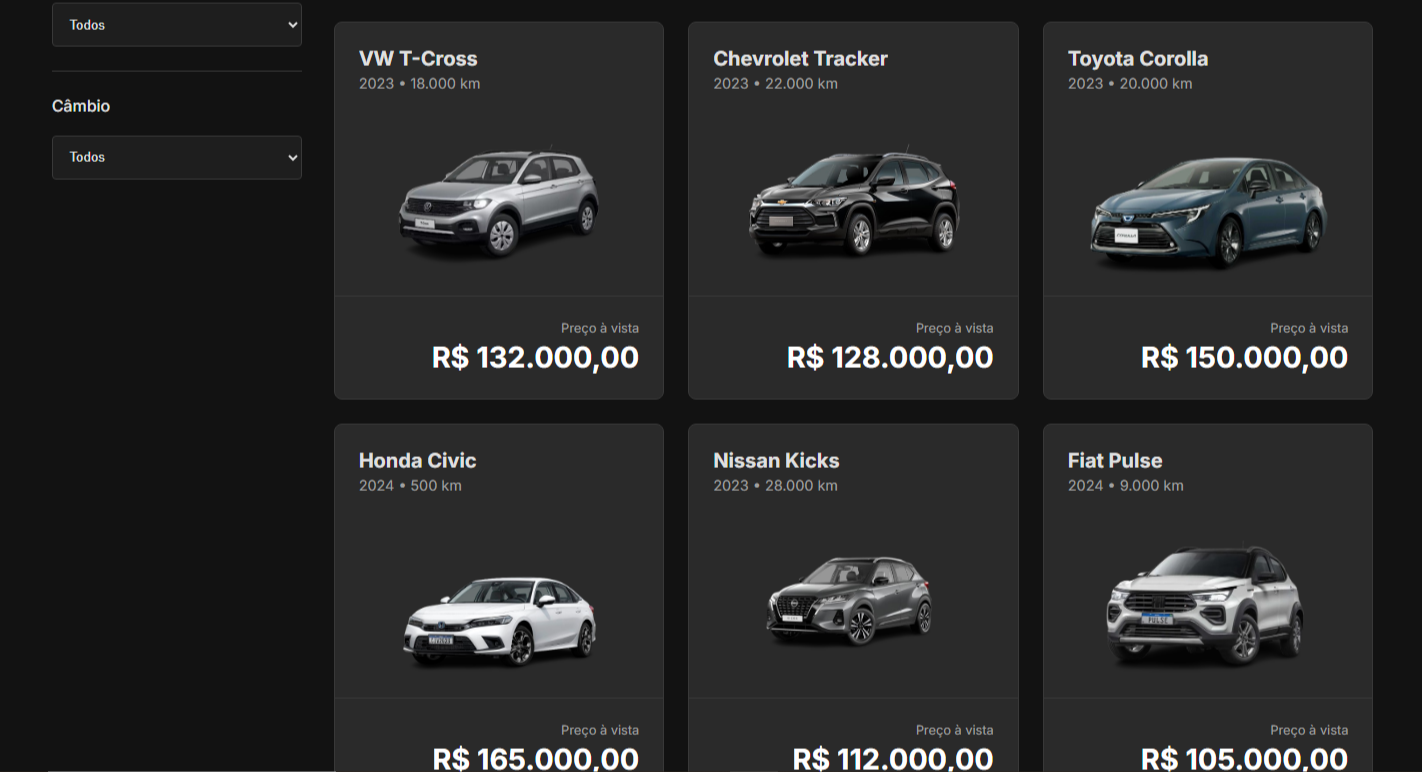 Todos
Câmbio
Todos
VW T-Cross
2023 • 18.000 km
Preço à vista
R$ 132.000,00
Chevrolet Tracker
2023 • 22.000 km
Preço à vista
R$ 128.000,00
Toyota Corolla
2023 • 20.000 km
Preço à vista
R$ 150.000,00
Honda Civic
2024 • 500 km
Preço à vista
R$ 165.000,00
Nissan Kicks
2023 • 28.000 km
Preço à vista
R$ 112.000,00
Fiat Pulse
2024 • 9.000 km
PULSE
Preço à vista
R$ 105.000,00